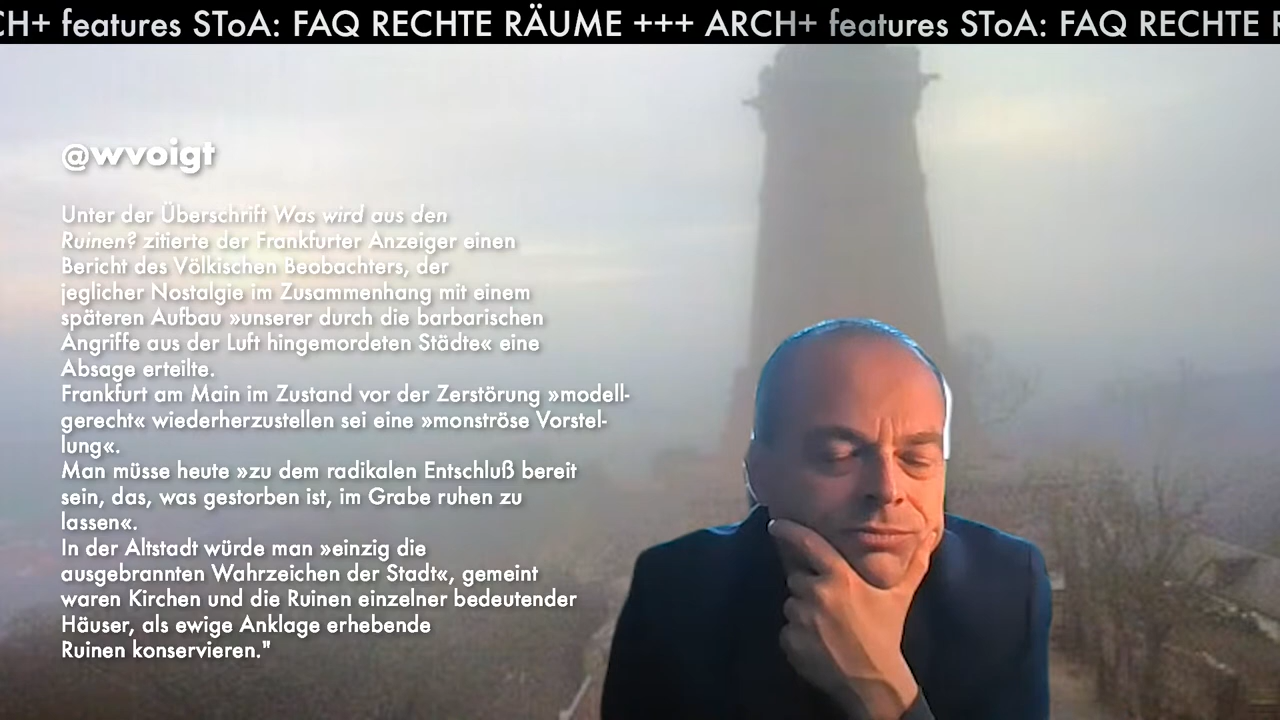 CH+ features SToA: FAQ RECHTE RÄUME +++ ARCH+ features SToA: FAQ RECHTE
@wvoigt
Unter der Überschrift Was wird aus den
Ruinen? zitierte der Frankfurter Anzeiger einen
Bericht des Völkischen Beobachters, der
jeglicher Nostalgie im Zusammenhang mit einem
späteren Aufbau »unserer durch die barbarischen
Angriffe aus der Luft hingemordeten Städte« eine
Absage erteilte.
Frankfurt am Main im Zustand vor der Zerstörung »modell-
gerecht« wiederherzustellen sei eine »monströse Vorstel-
lung«.
Man müsse heute »zu dem radikalen Entschluß bereit
sein, das, was gestorben ist, im Grabe ruhen zu
lassen«.
In der Altstadt würde man »einzig die
ausgebrannten Wahrzeichen der Stadt«, gemeint
waren Kirchen und die Ruinen einzelner bedeutender
Häuser, als ewige Anklage erhebende
Ruinen konservieren."